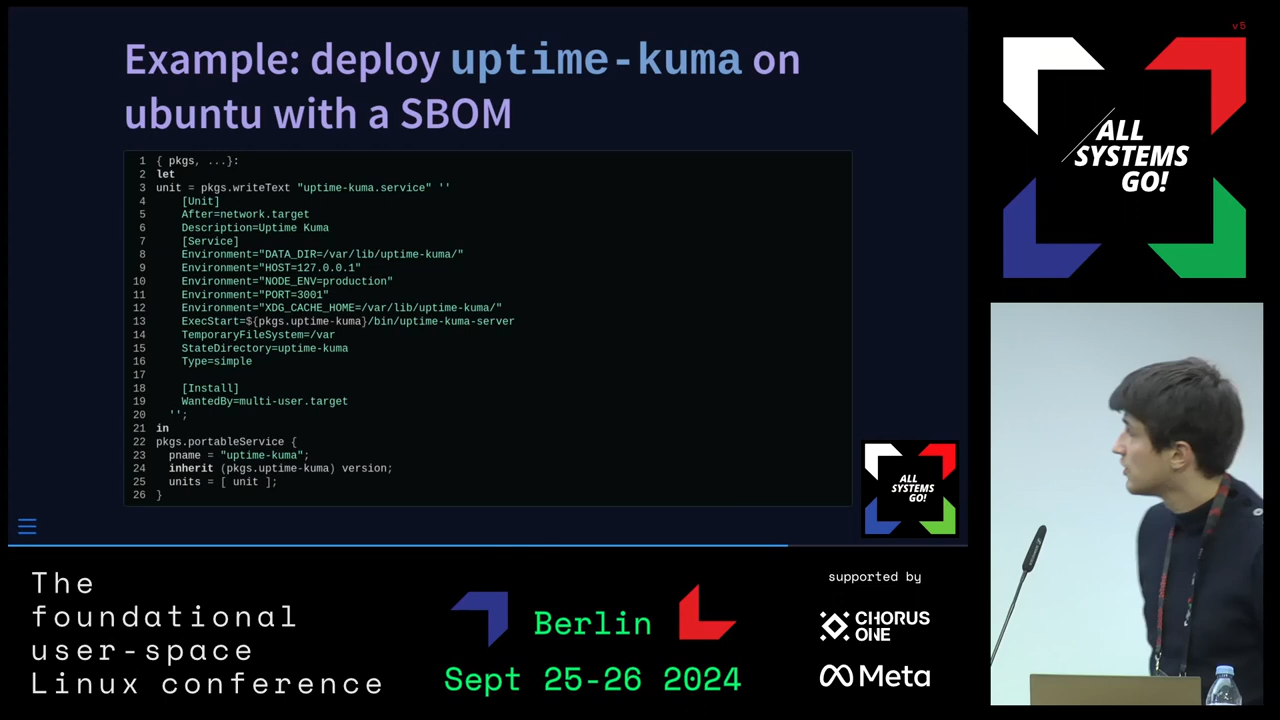 Example: deploy uptime-kuma on
ubuntu with a SBOM
1 { pkgs, ...}:
2 let
3 unit = pkgs.writeText "uptime-kuma.service" ''
4 [Unit]
5 After=network.target
6 Description=Uptime Kuma
7 [Service]
8 Environment="DATA_DIR=/var/lib/uptime-kuma/"
9 Environment="HOST=127.0.0.1"
10 Environment="NODE_ENV=production"
11 Environment="PORT=3001"
12 Environment="XDG_CACHE_HOME=/var/lib/uptime-kuma/"
13 ExecStart=${pkgs.uptime-kuma}/bin/uptime-kuma-server
14 TemporaryFileSystem=/var
15 StateDirectory=uptime-kuma
16 Type=simple
17
18 [Install]
19 WantedBy=multi-user.target
20 '';
21 in
22 pkgs.portableService {
23 pname = "uptime-kuma";
24 inherit (pkgs.uptime-kuma) version;
25 units = [ unit ];
26 }
ALL
SYSTEMS
GO!
v5
ALL
SYSTEMS
GO!
The
foundational
user-space
Linux conference
Berlin
Sept 25-26 2024
supported by
CHORUS
ONE
Meta